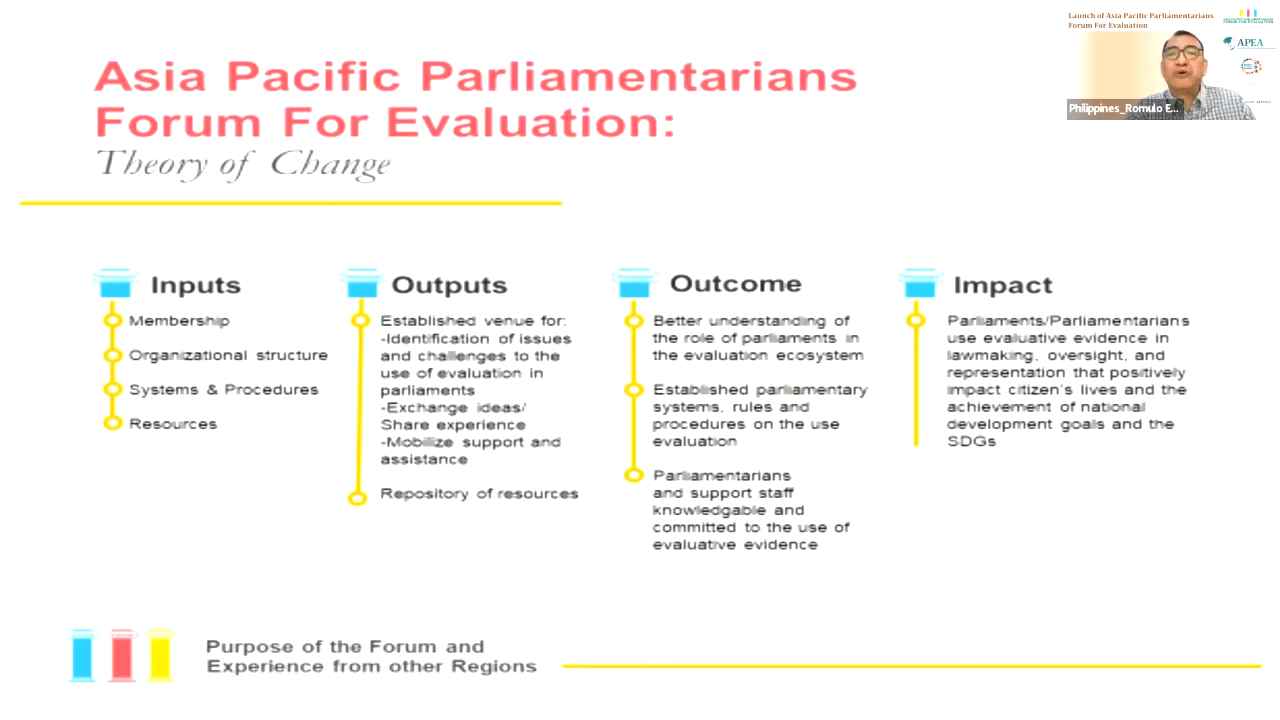 Launch of Asia Pacific Parliamentarians
Forum For Evaluation
APEA
Philippines_Romulo E...
Asia Pacific Parliamentarians
Forum For Evaluation:
Theory of Change
Inputs
Membership
Organizational structure
Systems & Procedures
Resources
Outputs
Established venue for:
-Identification of issues
and challenges to the
use of evaluation in
parliaments
-Exchange ideas/
Share experience
-Mobilize support and
assistance
Repository of resources
Outcome
Better understanding of
the role of parliaments in
the evaluation ecosystem
Established parliamentary
systems, rules and
procedures on the use
evaluation
Parliamentarians
and support staff
knowledgable and
committed to the use of
evaluative evidence
Impact
Parliaments/Parliamentarians
use evaluative evidence in
lawmaking, oversight, and
representation that positively
impact citizen's lives and the
achievement of national
development goals and the
SDGs
Purpose of the Forum and
Experience from other Regions